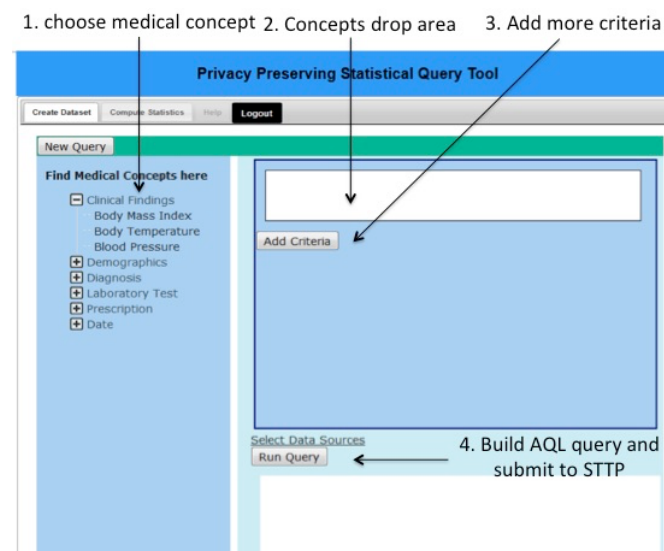 1. choose medical concept 2. Concepts drop area 3. Add more criteria
Privacy Preserving Statistical Query Tool
Create Dataset Compute Statistics Help Logout
New Query
Find Medical Concepts here
Clinical Findings
Body Mass Index
Body Temperature
Blood Pressure
Demographics
Diagnosis
Laboratory Test
Prescription
Date
Add Criteria
Select Data Sources
Run Query
4. Build AQL query and
submit to STTP